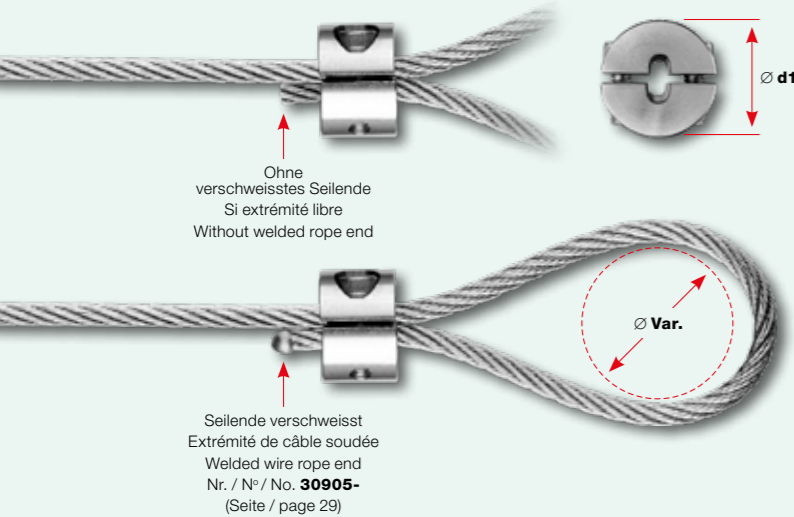 Ø d1
Ohne
verschweisstes Seilende
Si extrémité libre
Without welded rope end
Ø Var.
Seilende verschweisst
Extrémité de câble soudée
Welded wire rope end
Nr. / Nº / No. 30905-
(Seite / page 29)